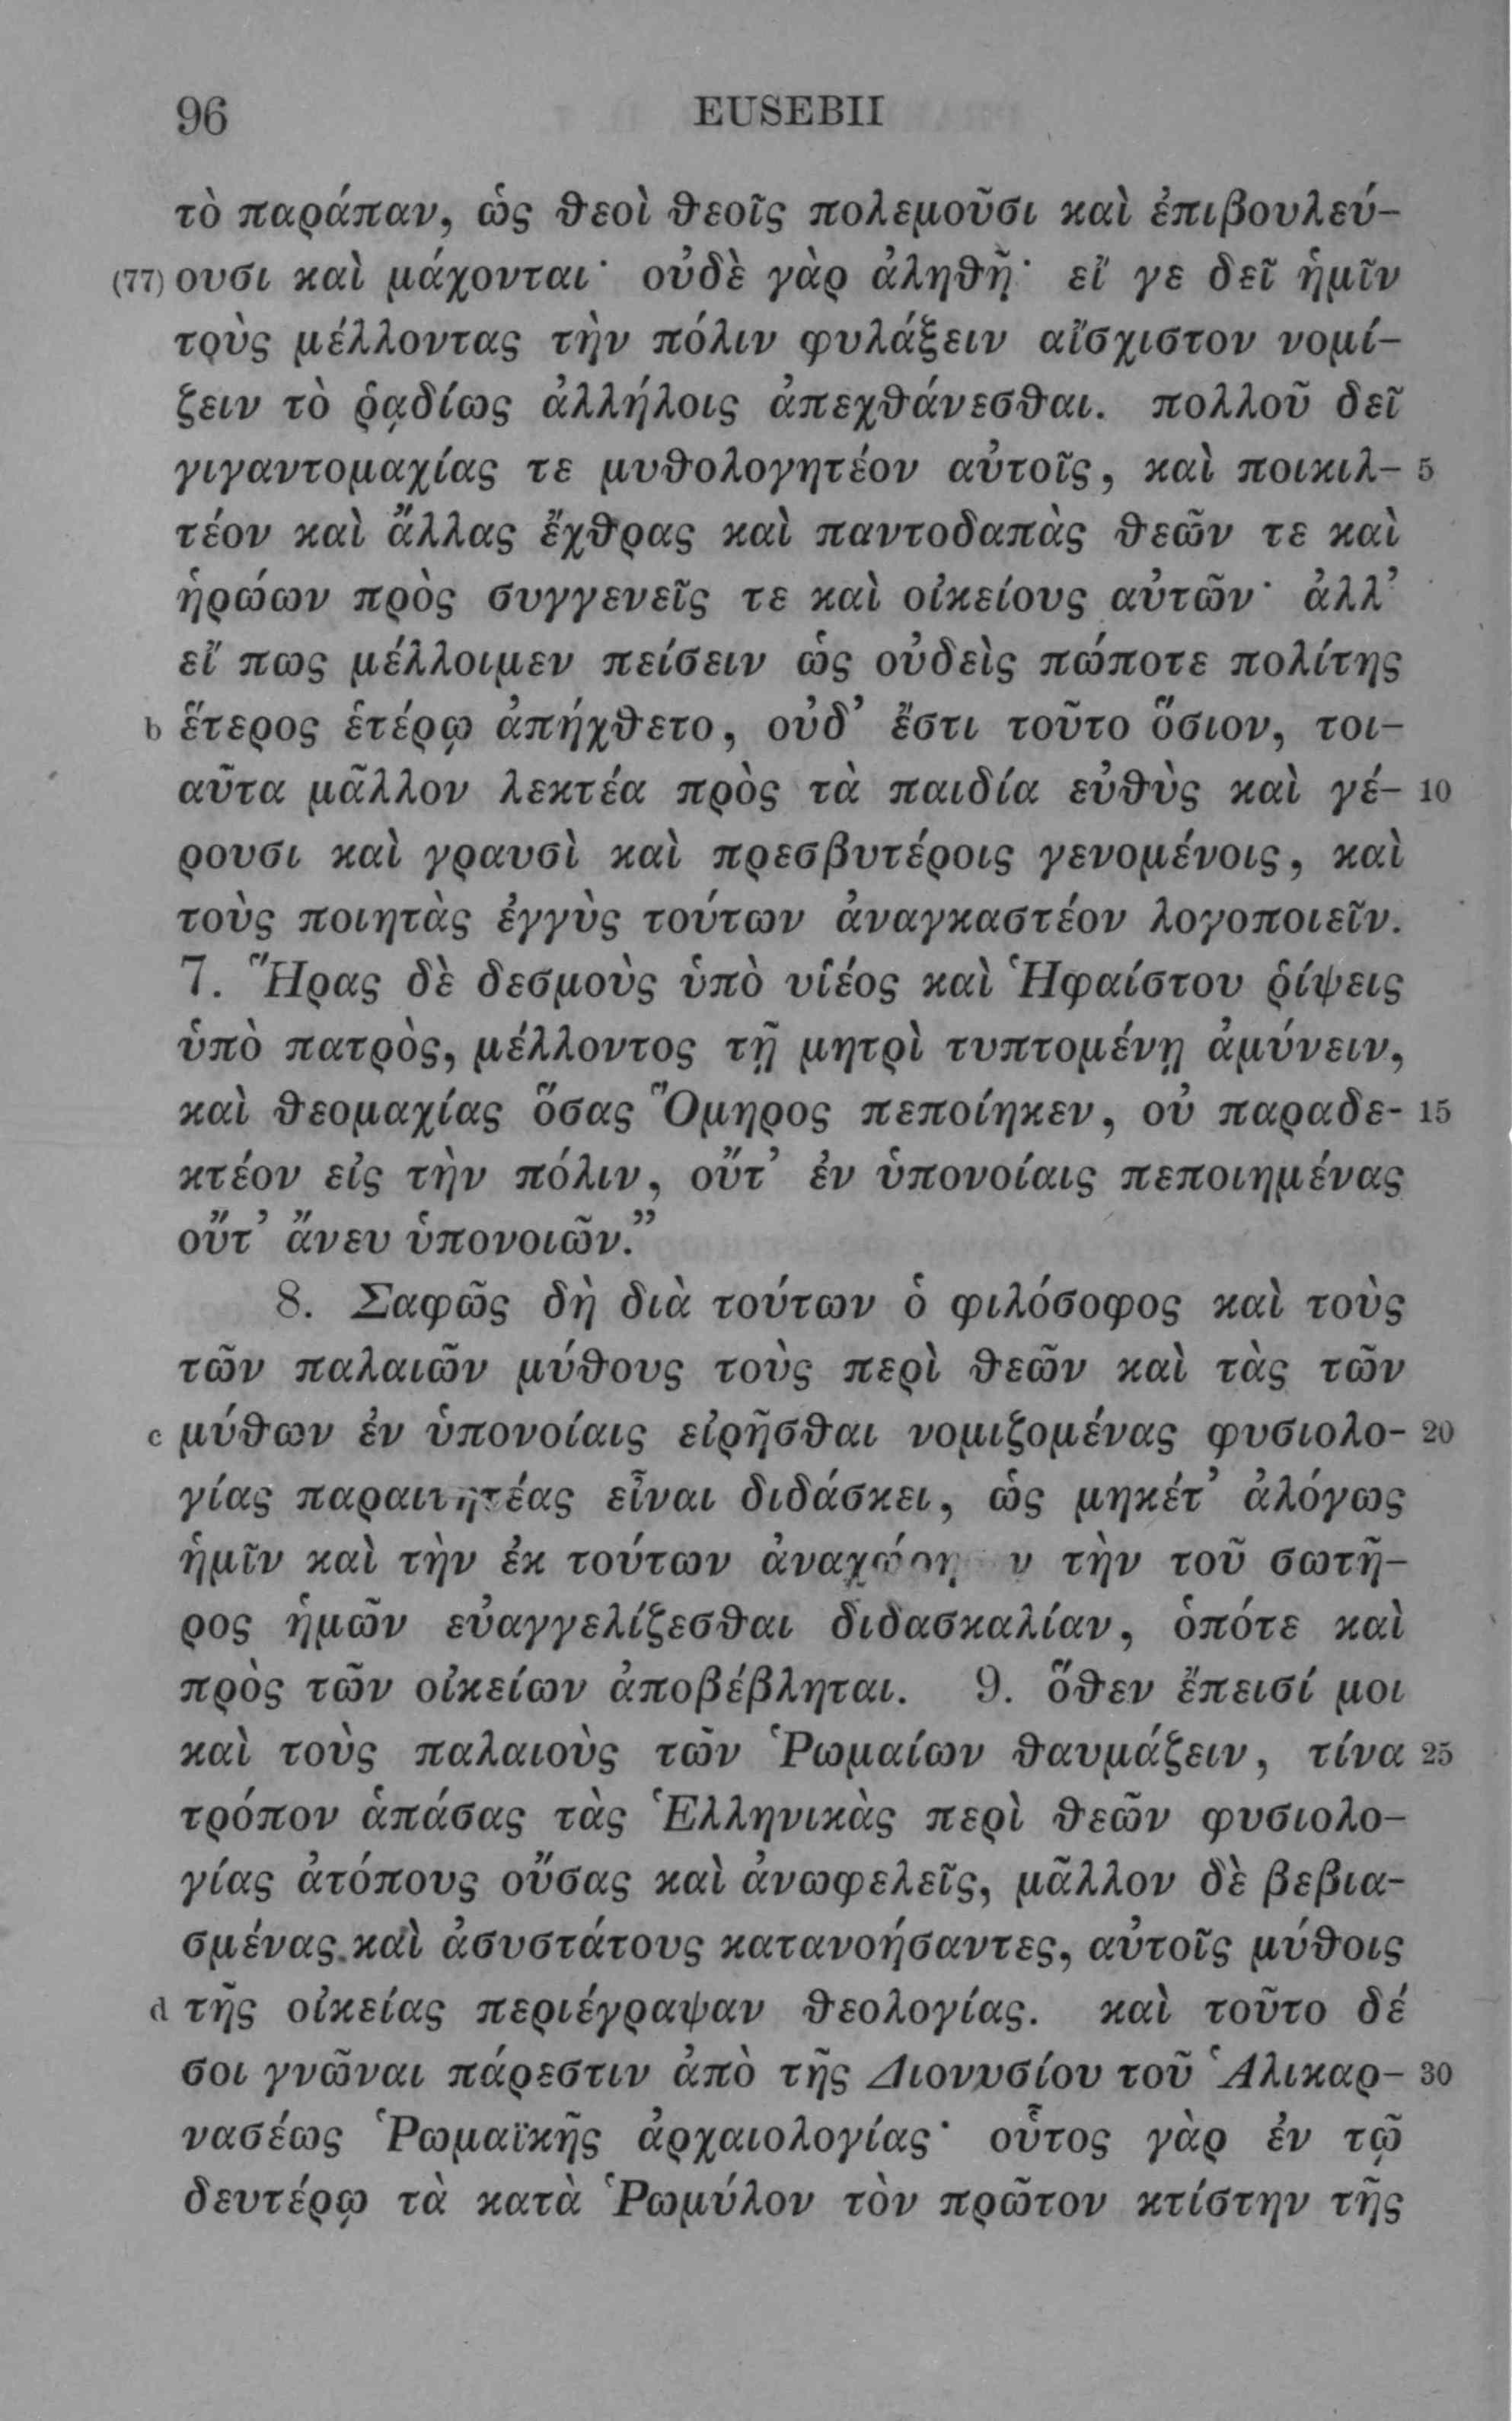 96 EUSEBII
τὸ παράπαν, ὡς θεοὶ θεοῖς πολεμοῦσι καὶ ἐπιβουλεύ-
(77) ουσι καὶ μάχονται· οὐδὲ γὰρ ἀληθῆ· εἴ γε δεῖ ἡμῖν
τοὺς μέλλοντας τὴν πόλιν φυλάξειν αἴσχιστον νομί-
ζειν τὸ ῥᾳδίως ἀλλήλοις ἀπεχθάνεσθαι. πολλοῦ δεῖ
γιγαντομαχίας τε μυθολογητέον αὐτοῖς, καὶ ποικιλ- 5
τέον καὶ ἄλλας ἔχθρας καὶ παντοδαπὰς θεῶν τε καὶ
ἡρώων πρὸς συγγενεῖς τε καὶ οἰκείους αὐτῶν· ἀλλ’
εἴ πως μέλλοιμεν πείσειν ὡς οὐδεὶς πώποτε πολίτης
b ἕτερος ἑτέρῳ ἀπήχθετο, οὐδ’ ἔστι τοῦτο ὅσιον, τοι-
αῦτα μᾶλλον λεκτέα πρὸς τὰ παιδία εὐθὺς καὶ γέ- 10
ρουσι καὶ γραυσὶ καὶ πρεσβυτέροις γενομένοις, καὶ
τοὺς ποιητὰς ἐγγὺς τούτων ἀναγκαστέον λογοποιεῖν.
7. Ἥρας δὲ δεσμοὺς ὑπὸ υἱέος καὶ Ἡφαίστου ῥίψεις
ὑπὸ πατρὸς, μέλλοντος τῇ μητρὶ τυπτομένῃ ἀμύνειν,
καὶ θεομαχίας ὅσας Ὅμηρος πεποίηκεν, οὐ παραδε- 15
κτέον εἰς τὴν πόλιν, οὔτ’ ἐν ὑπονοίαις πεποιημένας
οὔτ’ ἄνευ ὑπονοιῶν.”
8. Σαφῶς δὴ διὰ τούτων ὁ φιλόσοφος καὶ τοὺς
τῶν παλαιῶν μύθους τοὺς περὶ θεῶν καὶ τὰς τῶν
c μύθων ἐν ὑπονοίαις εἰρῆσθαι νομιζομένας φυσιολο- 20
γίας παραιτητέας εἶναι διδάσκει, ὡς μηκέτ’ ἀλόγως
ἡμῖν καὶ τὴν ἐκ τούτων τὴν τοῦ σωτῆ-
ρος ἡμῶν εὐαγγελίζεσθαι διδασκαλίαν, ὁπότε καὶ
πρὸς τῶν οἰκείων ἀποβέβληται. 9. ὅθεν ἔπεισί μοι
καὶ τοὺς παλαιοὺς τῶν Ῥωμαίων θαυμάζειν, τίνα 25
τρόπον ἁπάσας τὰς Ἑλληνικὰς περὶ θεῶν φυσιολο-
γίας ἀτόπους οὔσας καὶ ἀνωφελεῖς, μᾶλλον δὲ βεβια-
σμένας καὶ ἀσυστάτους κατανοήσαντες, αὐτοῖς μύθοις
d τῆς οἰκείας περιέγραψαν θεολογίας. καὶ τοῦτο δέ
σοι γνῶναι πάρεστιν ἀπὸ τῆς Διονυσίου τοῦ Ἁλικαρ- 30
νασέως Ῥωμαϊκῆς ἀρχαιολογίας· οὗτος γὰρ ἐν τῷ
δευτέρῳ τὰ κατὰ Ῥωμύλον τὸν πρῶτον κτίστην τῆς